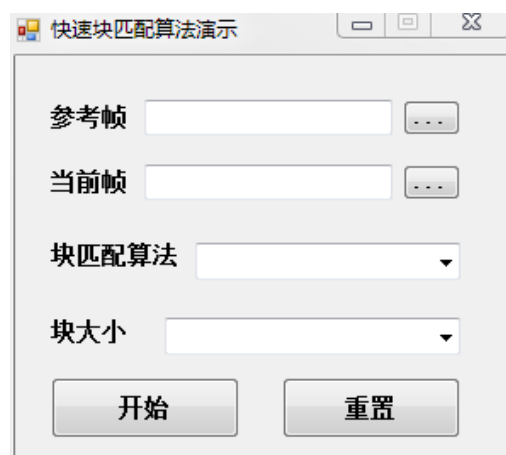 快速块匹配算法演示
参考帧 ...
当前帧 ...
块匹配算法
块大小
开始 重置